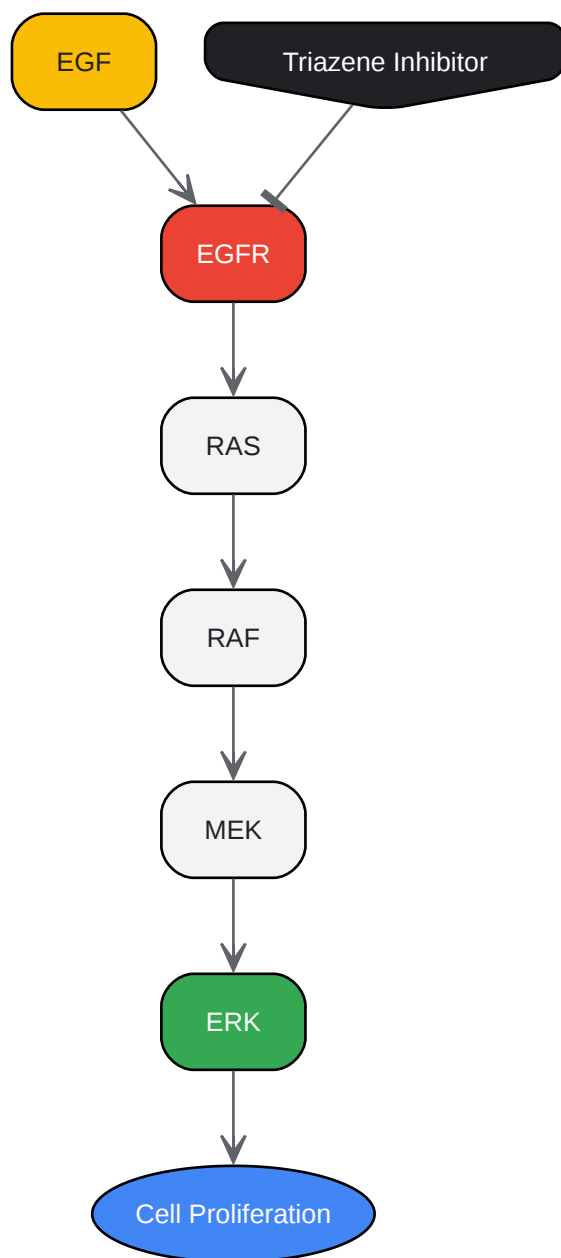 EGF
Triazene Inhibitor
EGFR
RAS
RAF
MEK
ERK
Cell Proliferation